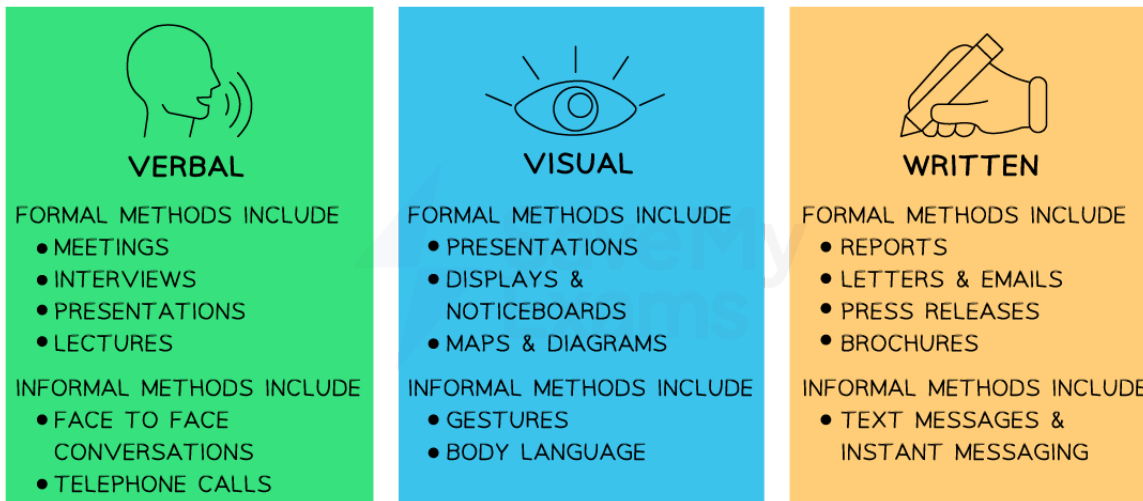 VERBAL
FORMAL METHODS INCLUDE
• MEETINGS
• INTERVIEWS
• PRESENTATIONS
• LECTURES
INFORMAL METHODS INCLUDE
• FACE TO FACE
CONVERSATIONS
• TELEPHONE CALLS
VISUAL
FORMAL METHODS INCLUDE
• PRESENTATIONS
• DISPLAYS &
NOTICEBOARDS
• MAPS & DIAGRAMS
INFORMAL METHODS INCLUDE
• GESTURES
• BODY LANGUAGE
WRITTEN
FORMAL METHODS INCLUDE
• REPORTS
• LETTERS & EMAILS
• PRESS RELEASES
• BROCHURES
INFORMAL METHODS INCLUDE
• TEXT MESSAGES &
INSTANT MESSAGING